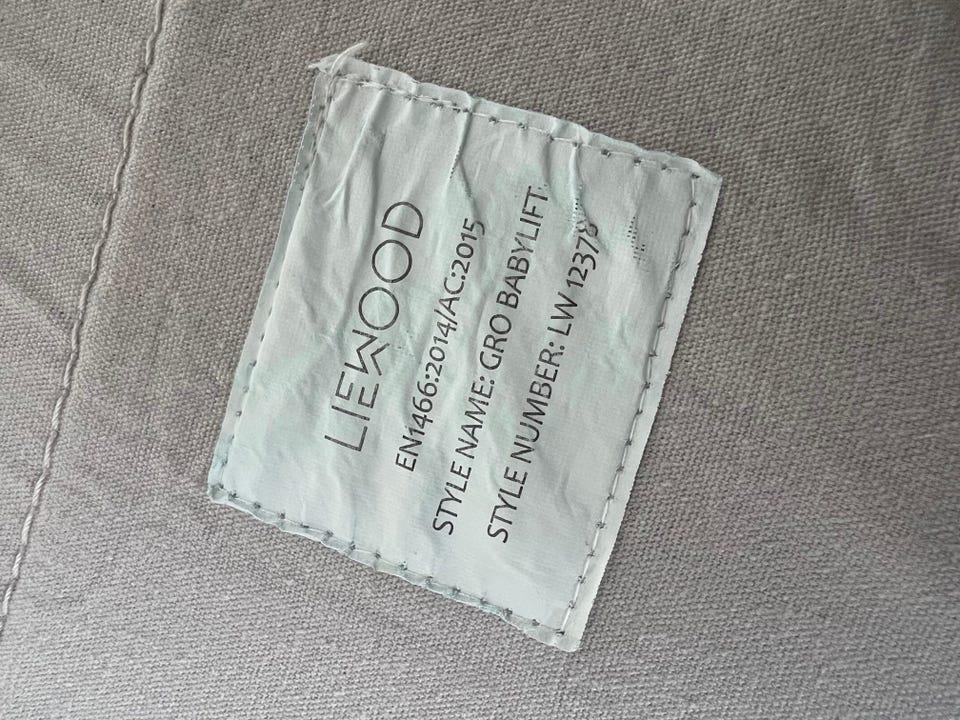 LIEWOOD
EN1466:2014/AC:2015
STYLE NAME: GRO BABYLIFT
STYLE NUMBER: LW 12378